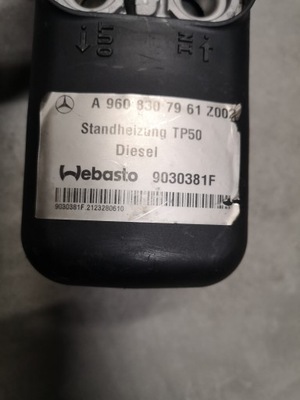 OUT
IN
A 960 830 79 61 Z002
Standheizung TP50
Diesel
Webasto 9030381F
9030381F.2123280610